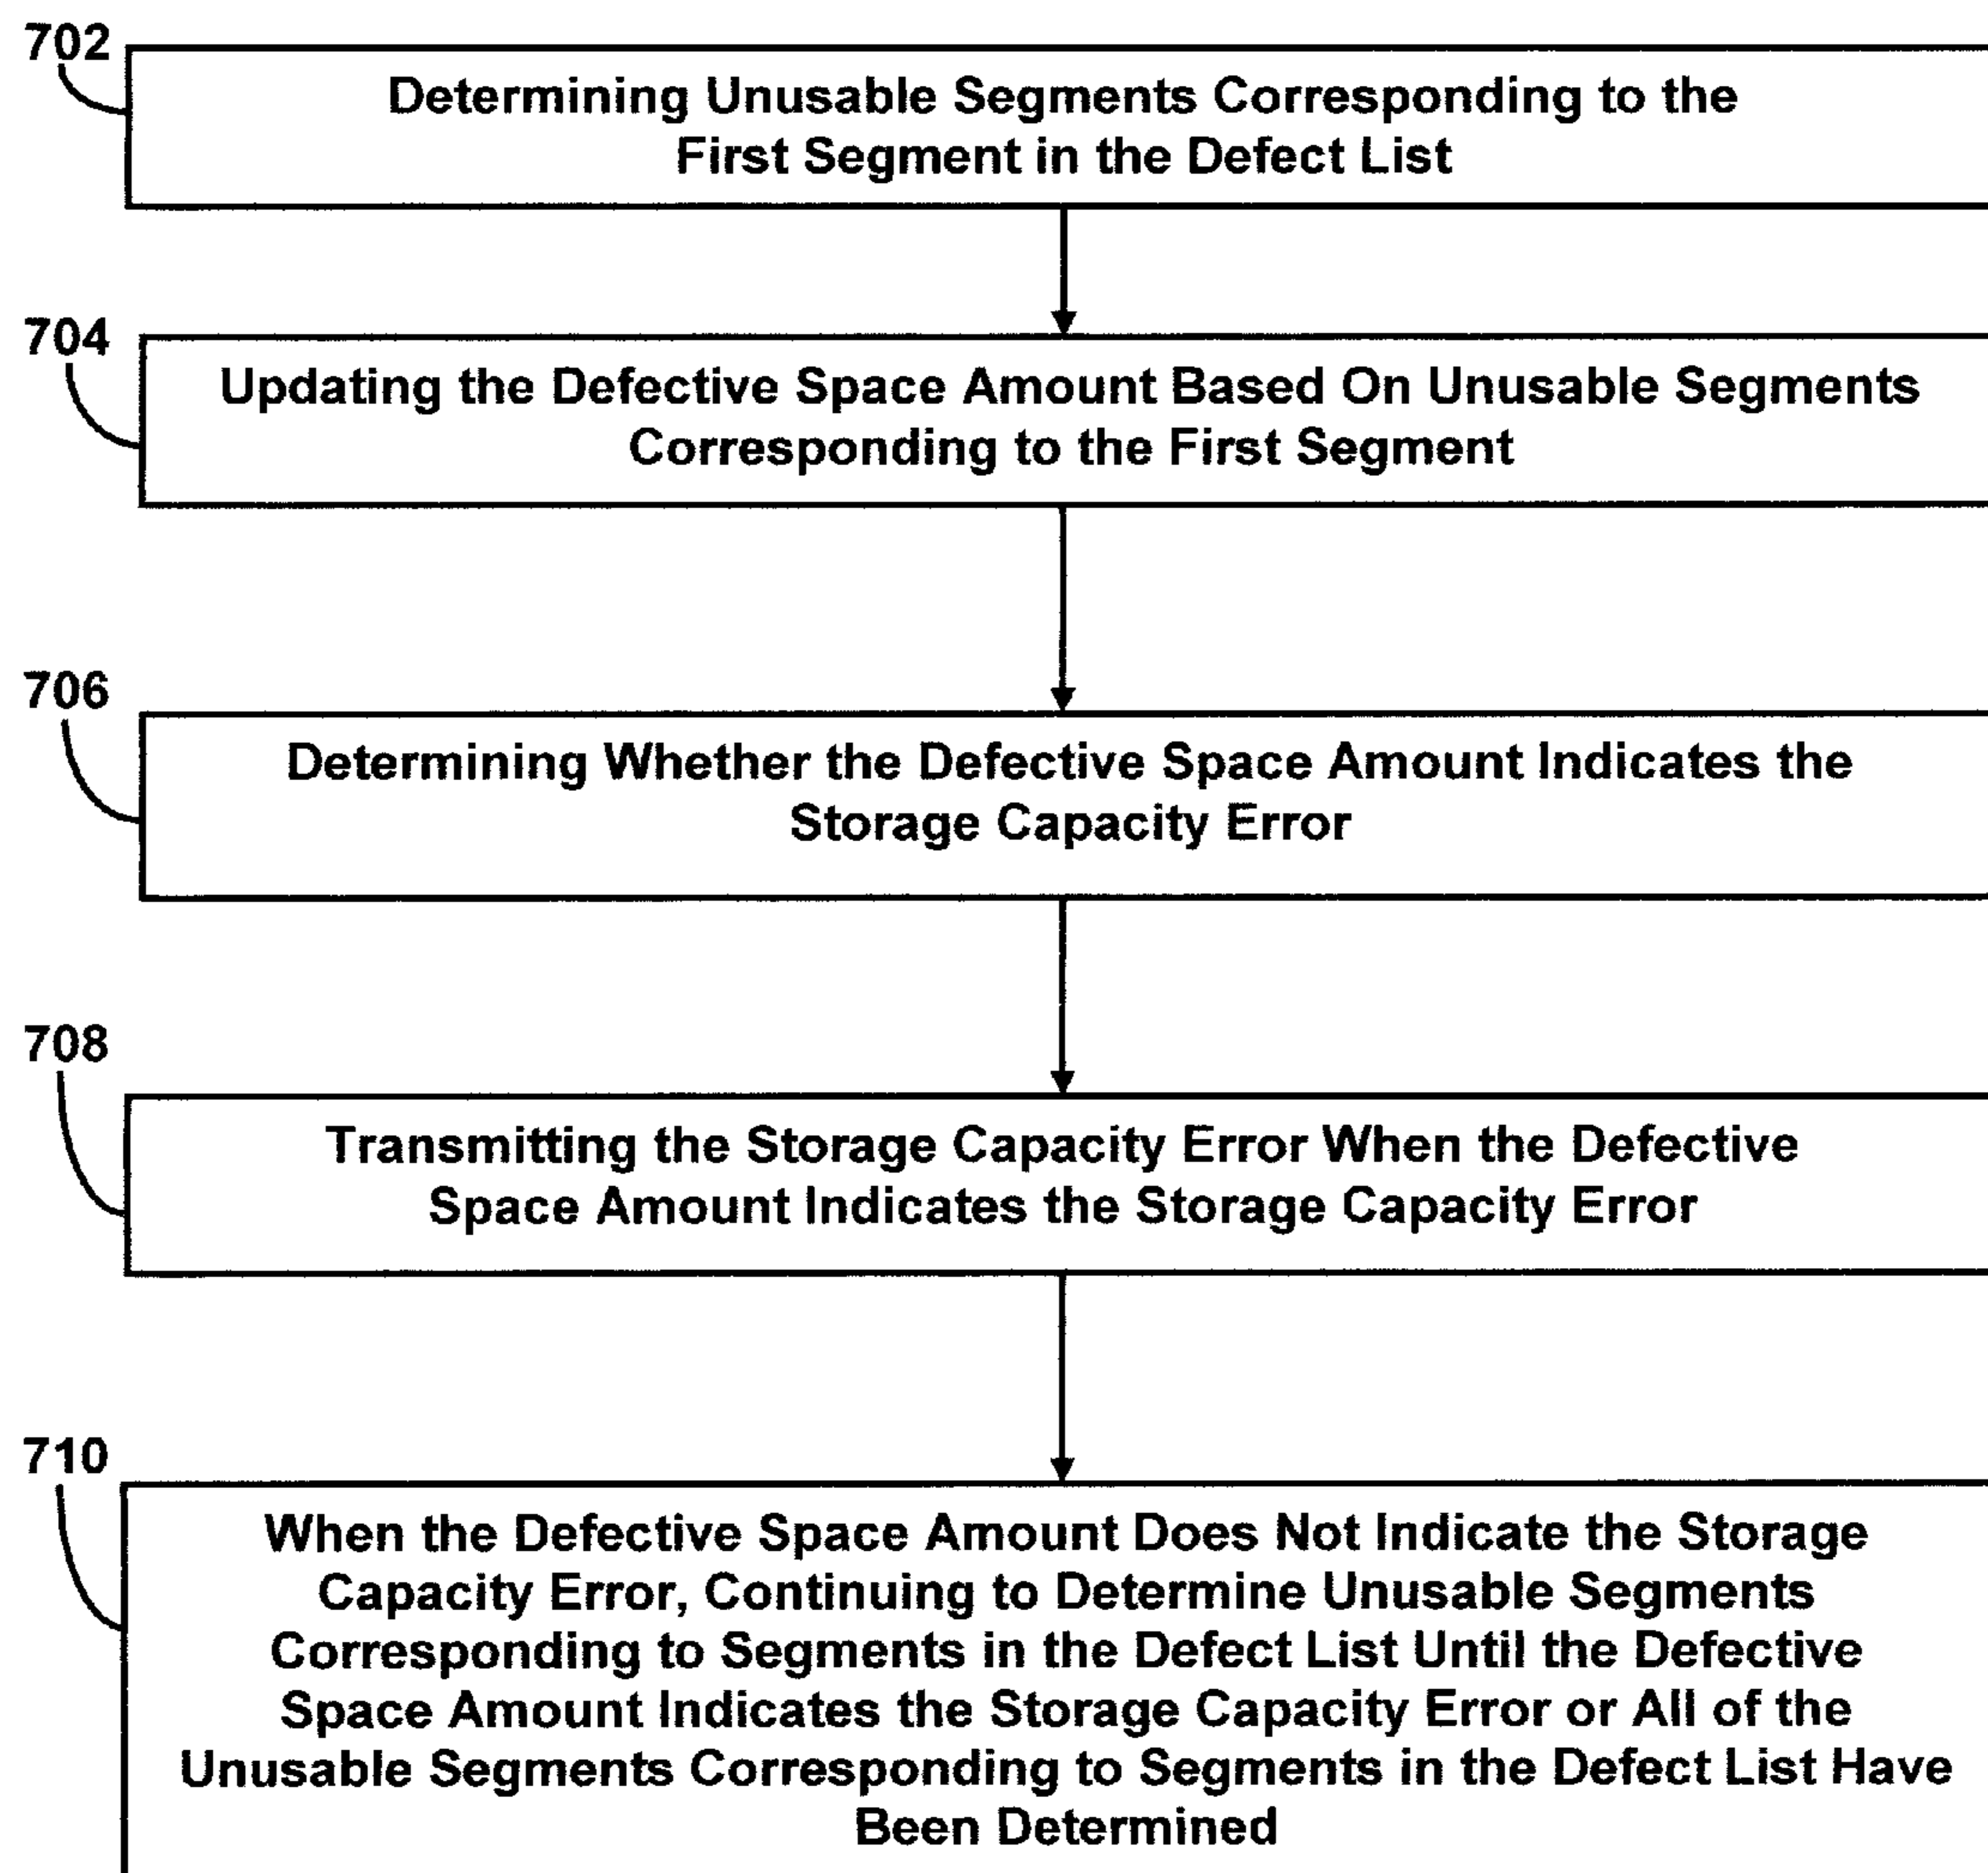 702
Determining Unusable Segments Corresponding to the
First Segment in the Defect List
704
Updating the Defective Space Amount Based On Unusable Segments
Corresponding to the First Segment
706
Determining Whether the Defective Space Amount Indicates the
Storage Capacity Error
708
Transmitting the Storage Capacity Error When the Defective
Space Amount Indicates the Storage Capacity Error
710
When the Defective Space Amount Does Not Indicate the Storage
Capacity Error, Continuing to Determine Unusable Segments
Corresponding to Segments in the Defect List Until the Defective
Space Amount Indicates the Storage Capacity Error or All of the
Unusable Segments Corresponding to Segments in the Defect List Have
Been Determined